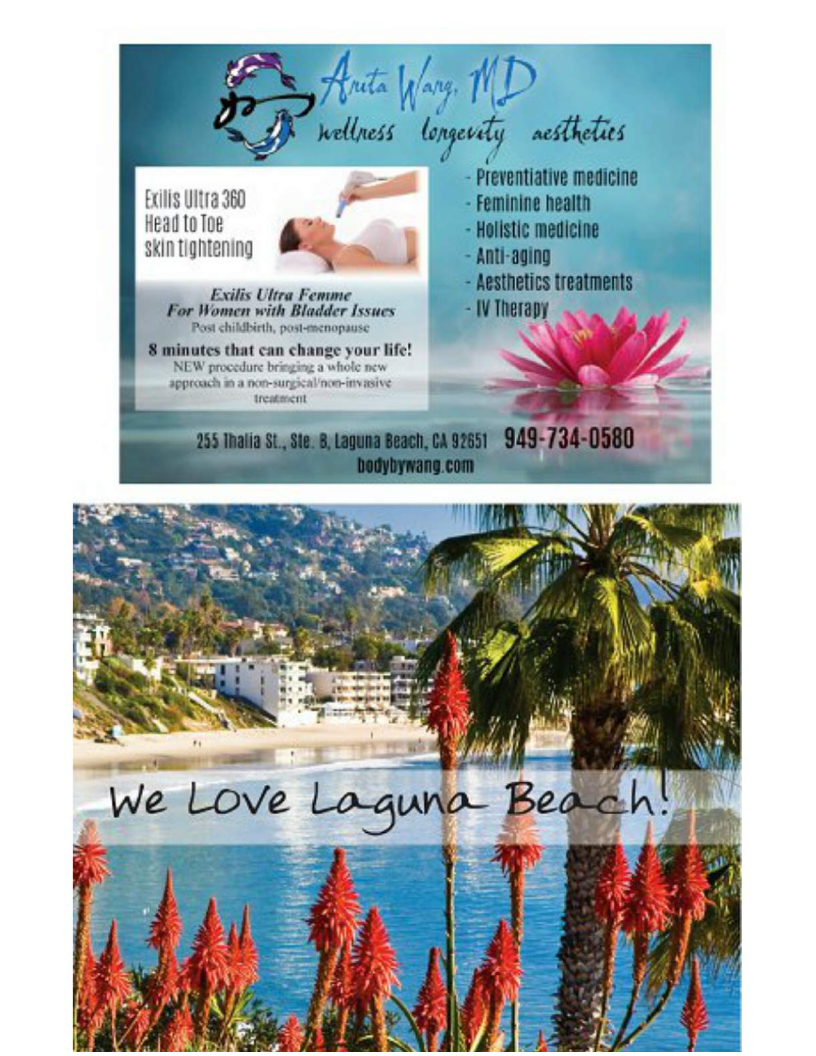 Anita Wang, MD
wellness longevity aesthetics
Exilis Ultra 360
Head to Toe
skin tightening
Exilis Ultra Femme
For Women with Bladder Issues
Post childbirth, post-menopause
8 minutes that can change your life!
NEW procedure bringing a whole new
approach in a non-surgical/non-invasive
treatment
- Preventiative medicine
- Feminine health
- Holistic medicine
- Anti-aging
- Aesthetics treatments
- IV Therapy
255 Thalia St., Ste. B, Laguna Beach, CA 92651 949-734-0580
bodybywang.com
We Love Laguna Beach!